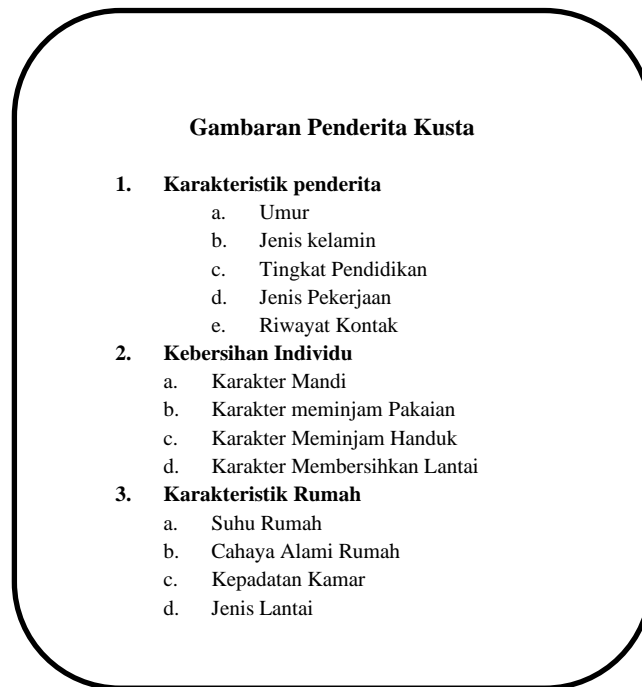 Gambaran Penderita Kusta
1. Karakteristik penderita
a. Umur
b. Jenis kelamin
c. Tingkat Pendidikan
d. Jenis Pekerjaan
e. Riwayat Kontak
2. Kebersihan Individu
a. Karakter Mandi
b. Karakter meminjam Pakaian
c. Karakter Meminjam Handuk
d. Karakter Membersihkan Lantai
3. Karakteristik Rumah
a. Suhu Rumah
b. Cahaya Alami Rumah
c. Kepadatan Kamar
d. Jenis Lantai